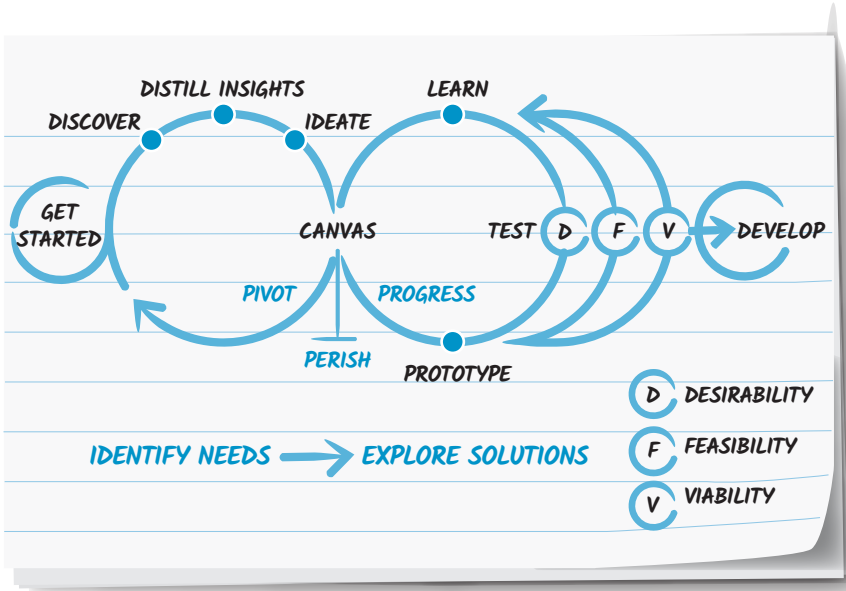 DISTILL INSIGHTS
LEARN
DISCOVER
IDEATE
GET
STARTED
CANVAS
TEST D F V DEVELOP
PIVOT
PROGRESS
PERISH
PROTOTYPE
D DESIRABILITY
F FEASIBILITY
V VIABILITY
IDENTIFY NEEDS EXPLORE SOLUTIONS